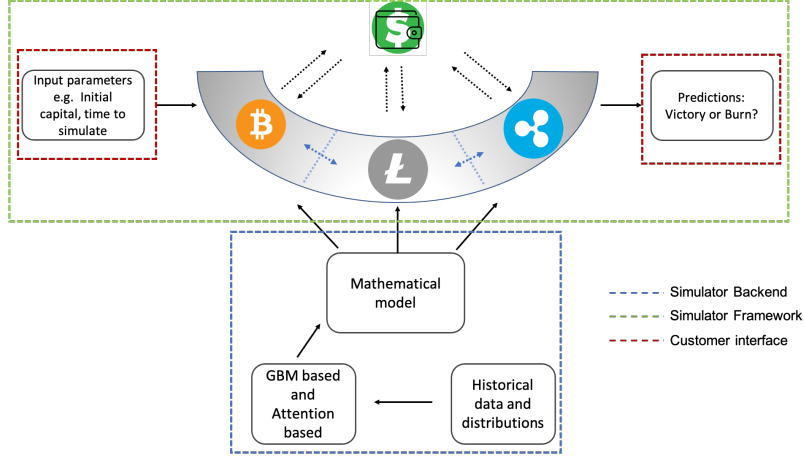 Input parameters
e.g. Initial
capital, time to
simulate
Predictions:
Victory or Burn?
Mathematical
model
GBM based
and
Attention
based
Historical
data and
distributions
Simulator Backend
Simulator Framework
Customer interface